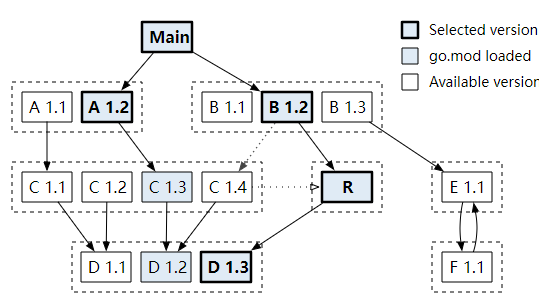 Main
Selected version
go.mod loaded
Available version
A 1.1 A 1.2 B 1.1 B 1.2 B 1.3
C 1.1 C 1.2 C 1.3 C 1.4 R E 1.1
D 1.1 D 1.2 D 1.3 F 1.1